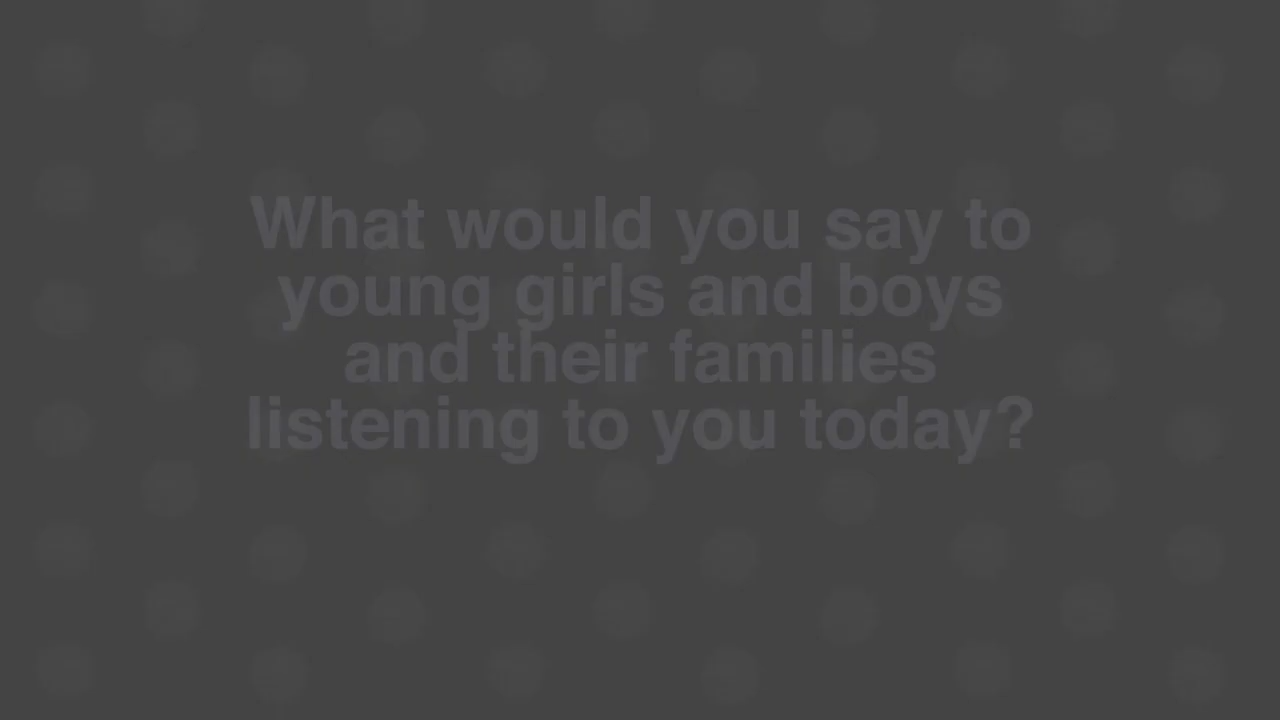 What would you say to
young girls and boys
and their families
listening to you today?